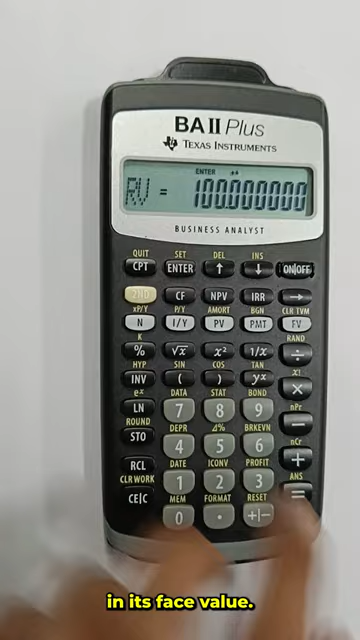 BA II Plus
TEXAS INSTRUMENTS
ENTER
RV = 100.000000
BUSINESS ANALYST
QUIT SET DEL INS
CPT ENTER ↑ ↓ ON|OFF
2ND CF NPV IRR →
xP/Y P/Y AMORT BGN CLR TVM
N I/Y PV PMT FV
K RAND
% √x x² 1/x ÷
HYP SIN COS TAN x!
INV ( ) yx ×
eˣ DATA STAT BOND nPr
LN 7 8 9 −
ROUND DEPR Δ% BRKEVN nCr
STO 4 5 6 +
DATE ICONV PROFIT ANS
RCL 1 2 3 =
CLR WORK MEM FORMAT RESET
CE|C 0 . +|−
in its face value.